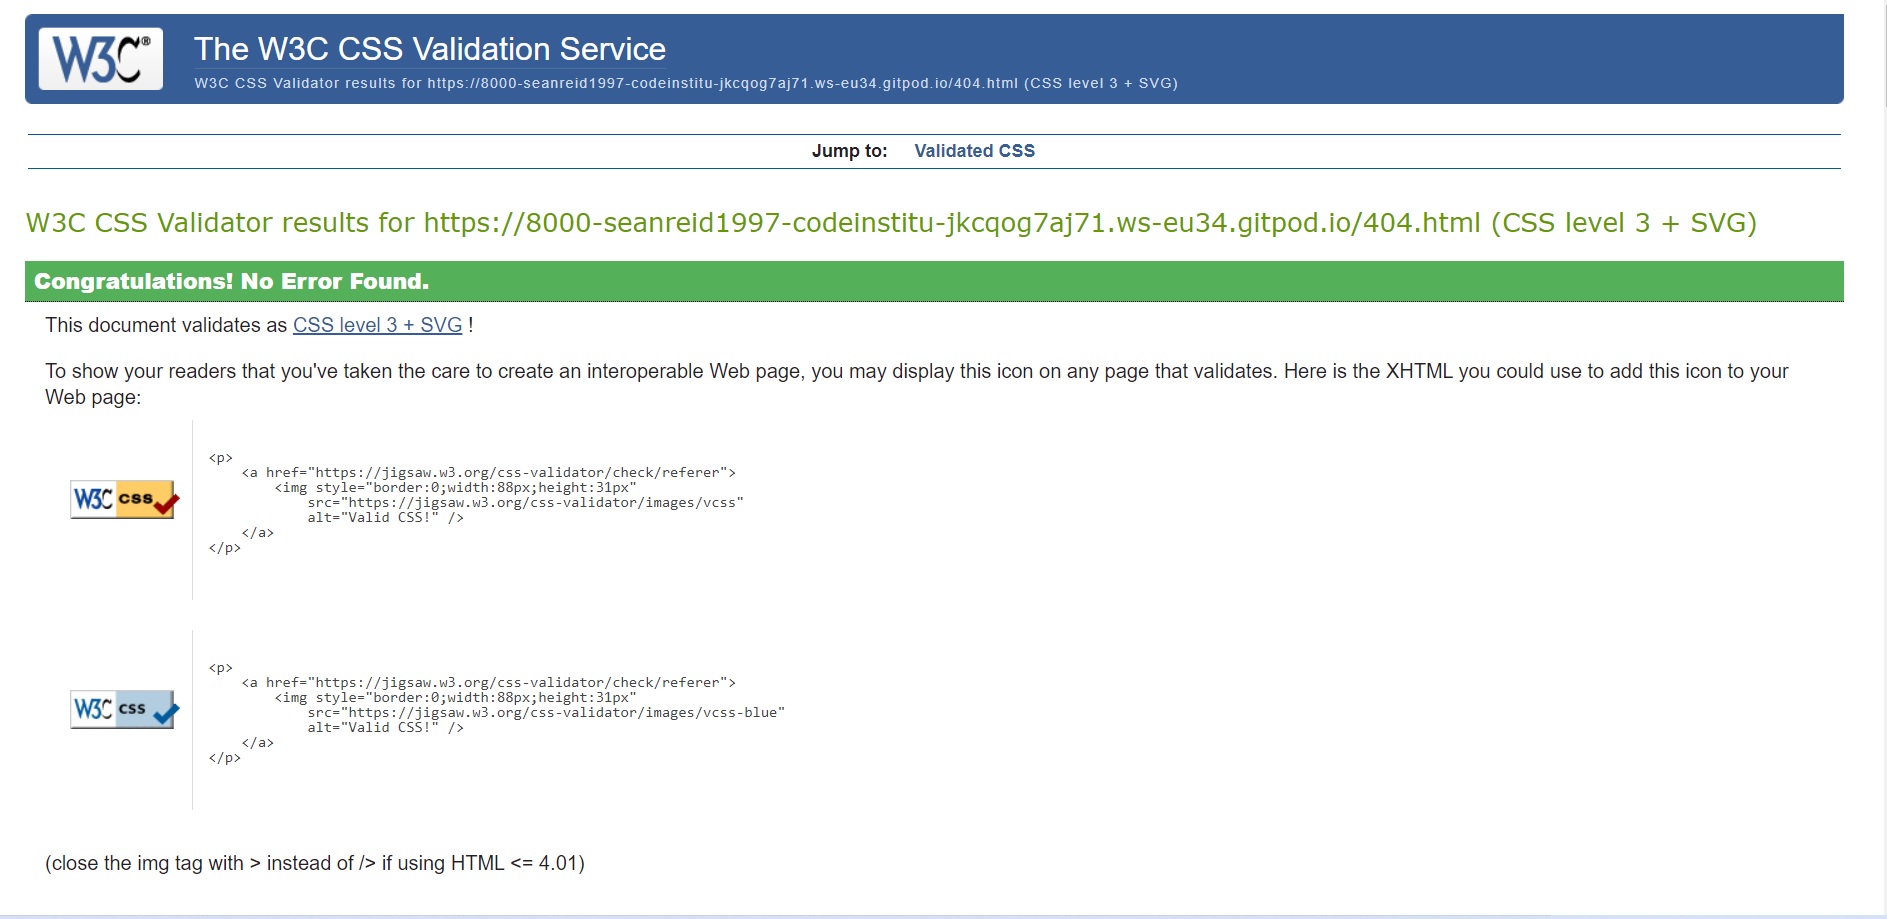 W3C®
The W3C CSS Validation Service
W3C CSS Validator results for https://8000-seanreid1997-codeinstitu-jkcqog7aj71.ws-eu34.gitpod.io/404.html (CSS level 3 + SVG)
Jump to: Validated CSS
W3C CSS Validator results for https://8000-seanreid1997-codeinstitu-jkcqog7aj71.ws-eu34.gitpod.io/404.html (CSS level 3 + SVG)
Congratulations! No Error Found.
This document validates as CSS level 3 + SVG !
To show your readers that you've taken the care to create an interoperable Web page, you may display this icon on any page that validates. Here is the XHTML you could use to add this icon to your
Web page:
<p>
<a href="https://jigsaw.w3.org/css-validator/check/referer">
<img style="border:0;width:88px;height:31px"
W3C css
src="https://jigsaw.w3.org/css-validator/images/vcss"
alt="Valid CSS!" />
</a>
</p>
<p>
<a href="https://jigsaw.w3.org/css-validator/check/referer">
<img style="border:0;width:88px;height:31px"
W3C css
src="https://jigsaw.w3.org/css-validator/images/vcss-blue"
alt="Valid CSS!" />
</a>
</p>
(close the img tag with > instead of /> if using HTML <= 4.01)